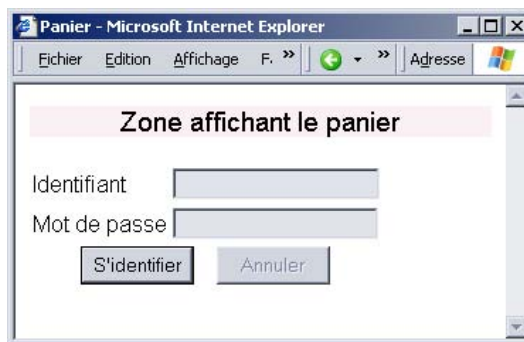 Panier - Microsoft Internet Explorer
Fichier Edition Affichage F. » » Adresse
Zone affichant le panier
Identifiant
Mot de passe
S'identifier Annuler